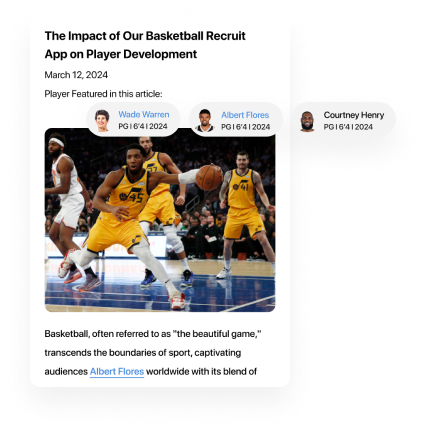 The Impact of Our Basketball Recruit
App on Player Development
March 12, 2024
Player Featured in this article:
Wade Warren
PG | 6'4 | 2024
Albert Flores
PG | 6'4 | 2024
Courtney Henry
PG | 6'4 | 2024
45
41
Basketball, often referred to as "the beautiful game,"
transcends the boundaries of sport, captivating
audiences Albert Flores worldwide with its blend of